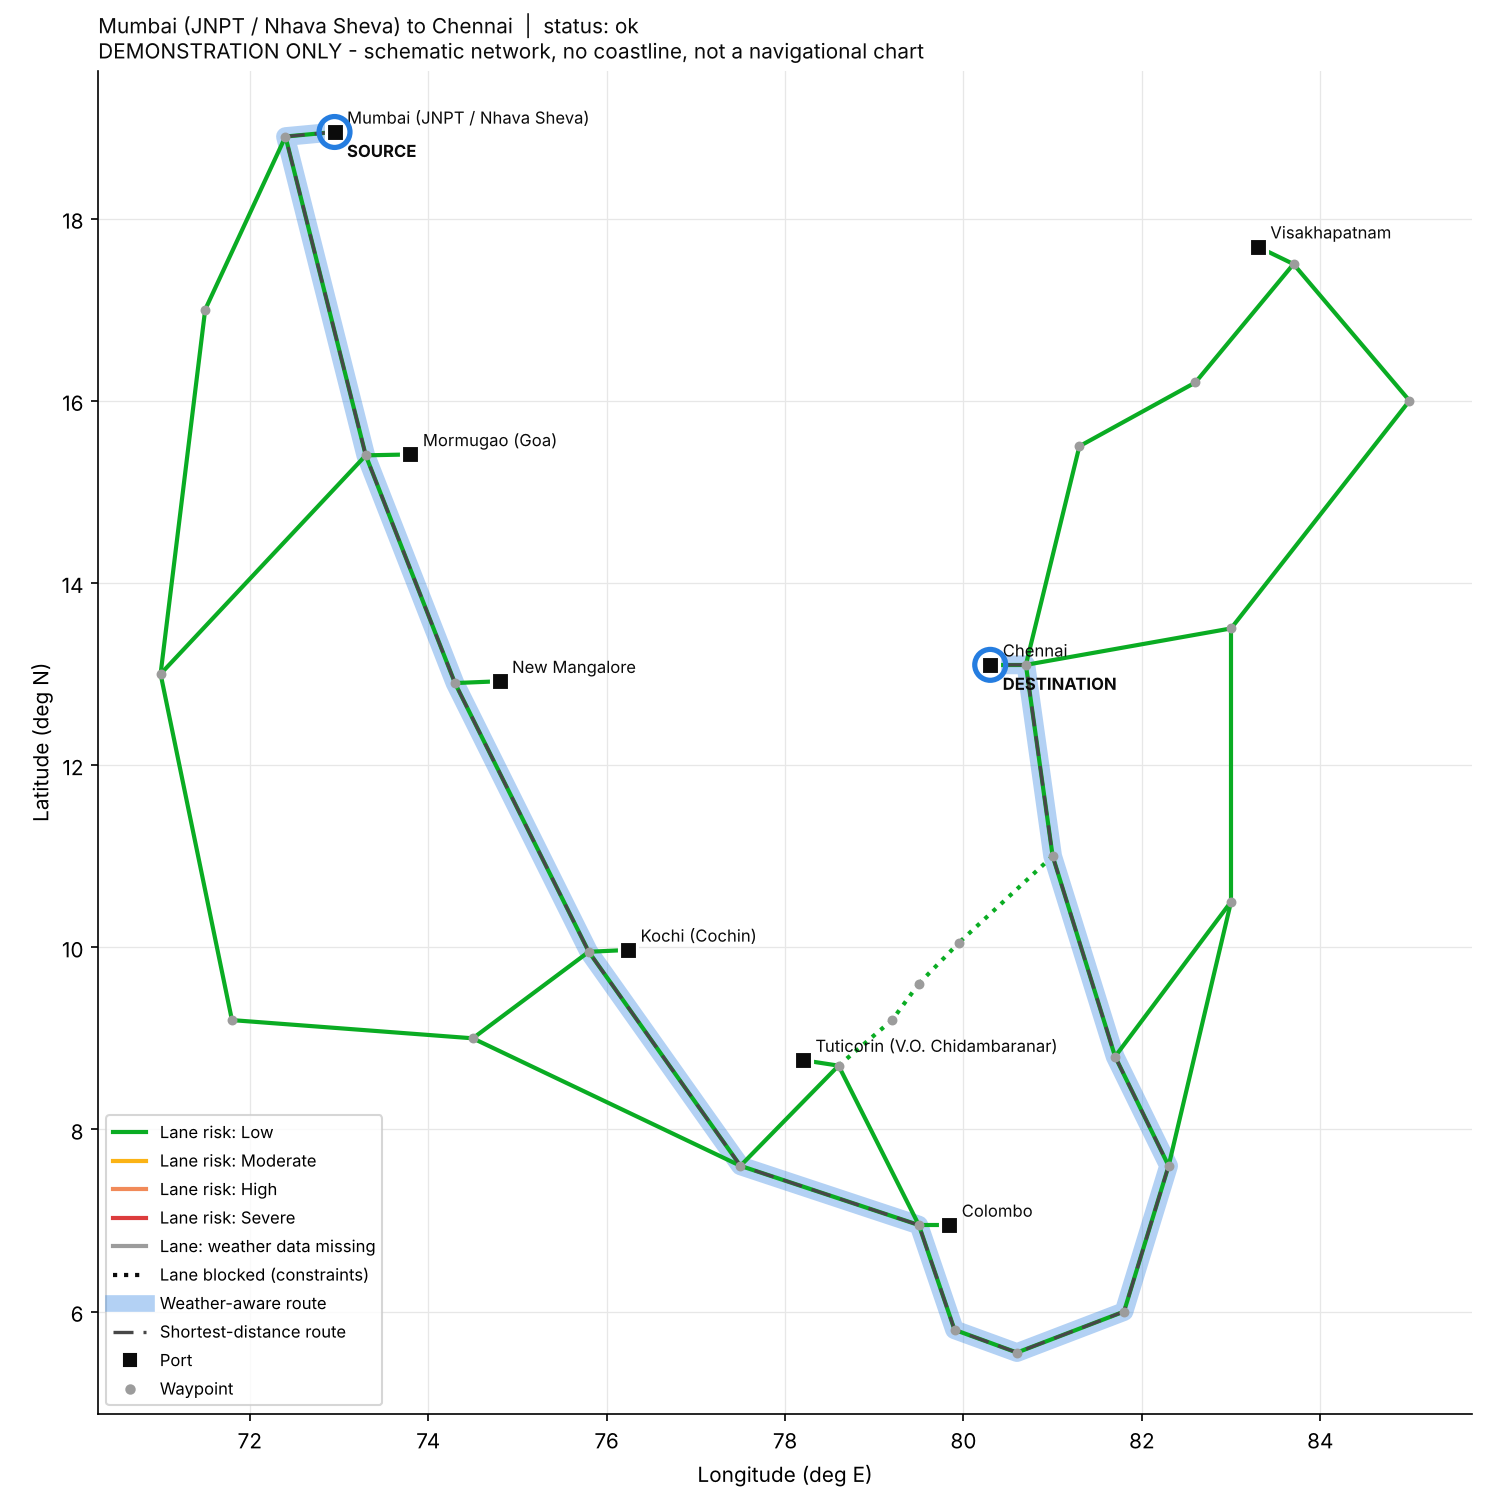 Mumbai (JNPT / Nhava Sheva) to Chennai | status: ok
DEMONSTRATION ONLY - schematic network, no coastline, not a navigational chart
Mumbai (JNPT / Nhava Sheva)
SOURCE
Visakhapatnam
Mormugao (Goa)
Chennai
DESTINATION
New Mangalore
Kochi (Cochin)
Tuticorin (V.O. Chidambaranar)
Colombo
Lane risk: Low
Lane risk: Moderate
Lane risk: High
Lane risk: Severe
Lane: weather data missing
Lane blocked (constraints)
Weather-aware route
Shortest-distance route
Port
Waypoint
Latitude (deg N)
18
16
14
12
10
8
6
72 74 76 78 80 82 84
Longitude (deg E)